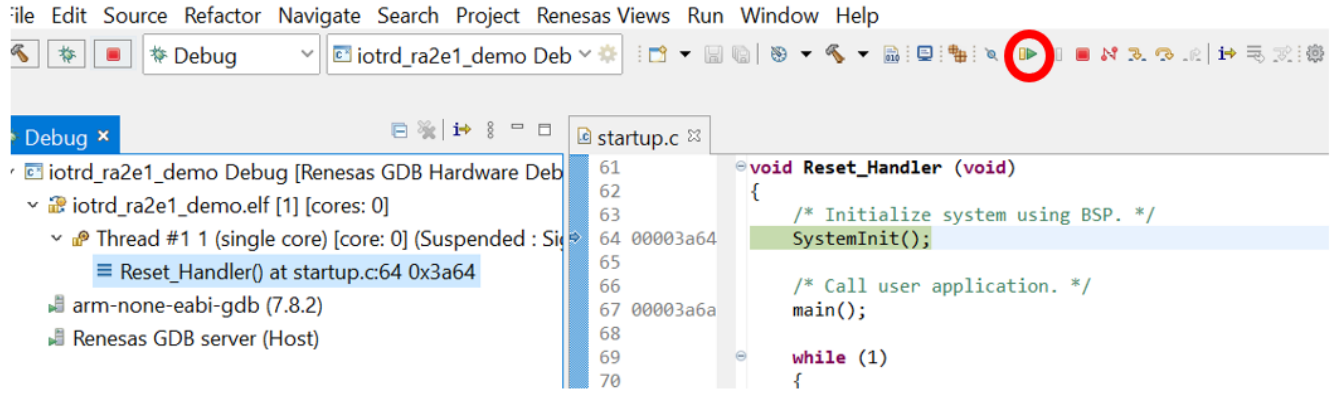 File Edit Source Refactor Navigate Search Project Renesas Views Run Window Help
Debug iotrd_ra2e1_demo Deb
010
Debug
startup.c
iotrd_ra2e1_demo Debug [Renesas GDB Hardware Deb
iotrd_ra2e1_demo.elf [1] [cores: 0]
Thread #1 1 (single core) [core: 0] (Suspended : Sig
Reset_Handler() at startup.c:64 0x3a64
arm-none-eabi-gdb (7.8.2)
Renesas GDB server (Host)
61 void Reset_Handler (void)
62 {
63 /* Initialize system using BSP. */
64 00003a64 SystemInit();
65
66 /* Call user application. */
67 00003a6a main();
68
69 while (1)
70 {